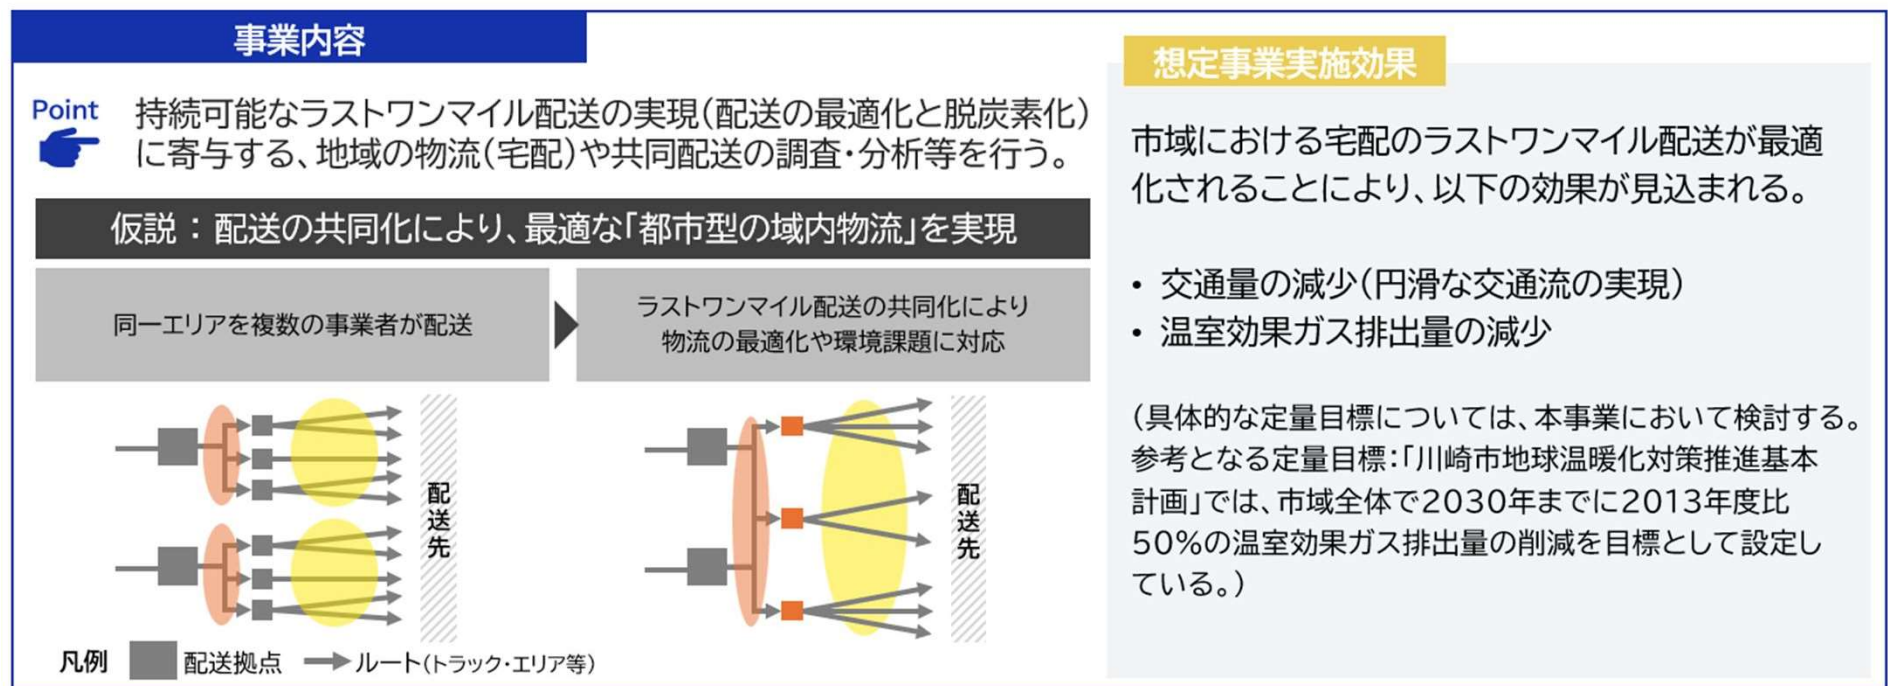 事業内容
Point
持続可能なラストワンマイル配送の実現(配送の最適化と脱炭素化)
に寄与する、地域の物流(宅配)や共同配送の調査・分析等を行う。
仮説 : 配送の共同化により、最適な「都市型の域内物流」を実現
同一エリアを複数の事業者が配送
ラストワンマイル配送の共同化により
物流の最適化や環境課題に対応
配送先
配送先
凡例
配送拠点
ルート(トラック・エリア等)
想定事業実施効果
市域における宅配のラストワンマイル配送が最適
化されることにより、以下の効果が見込まれる。
• 交通量の減少(円滑な交通流の実現)
• 温室効果ガス排出量の減少
(具体的な定量目標については、本事業において検討する。
参考となる定量目標:「川崎市地球温暖化対策推進基本
計画」では、市域全体で2030年までに2013年度比
50%の温室効果ガス排出量の削減を目標として設定し
ている。)